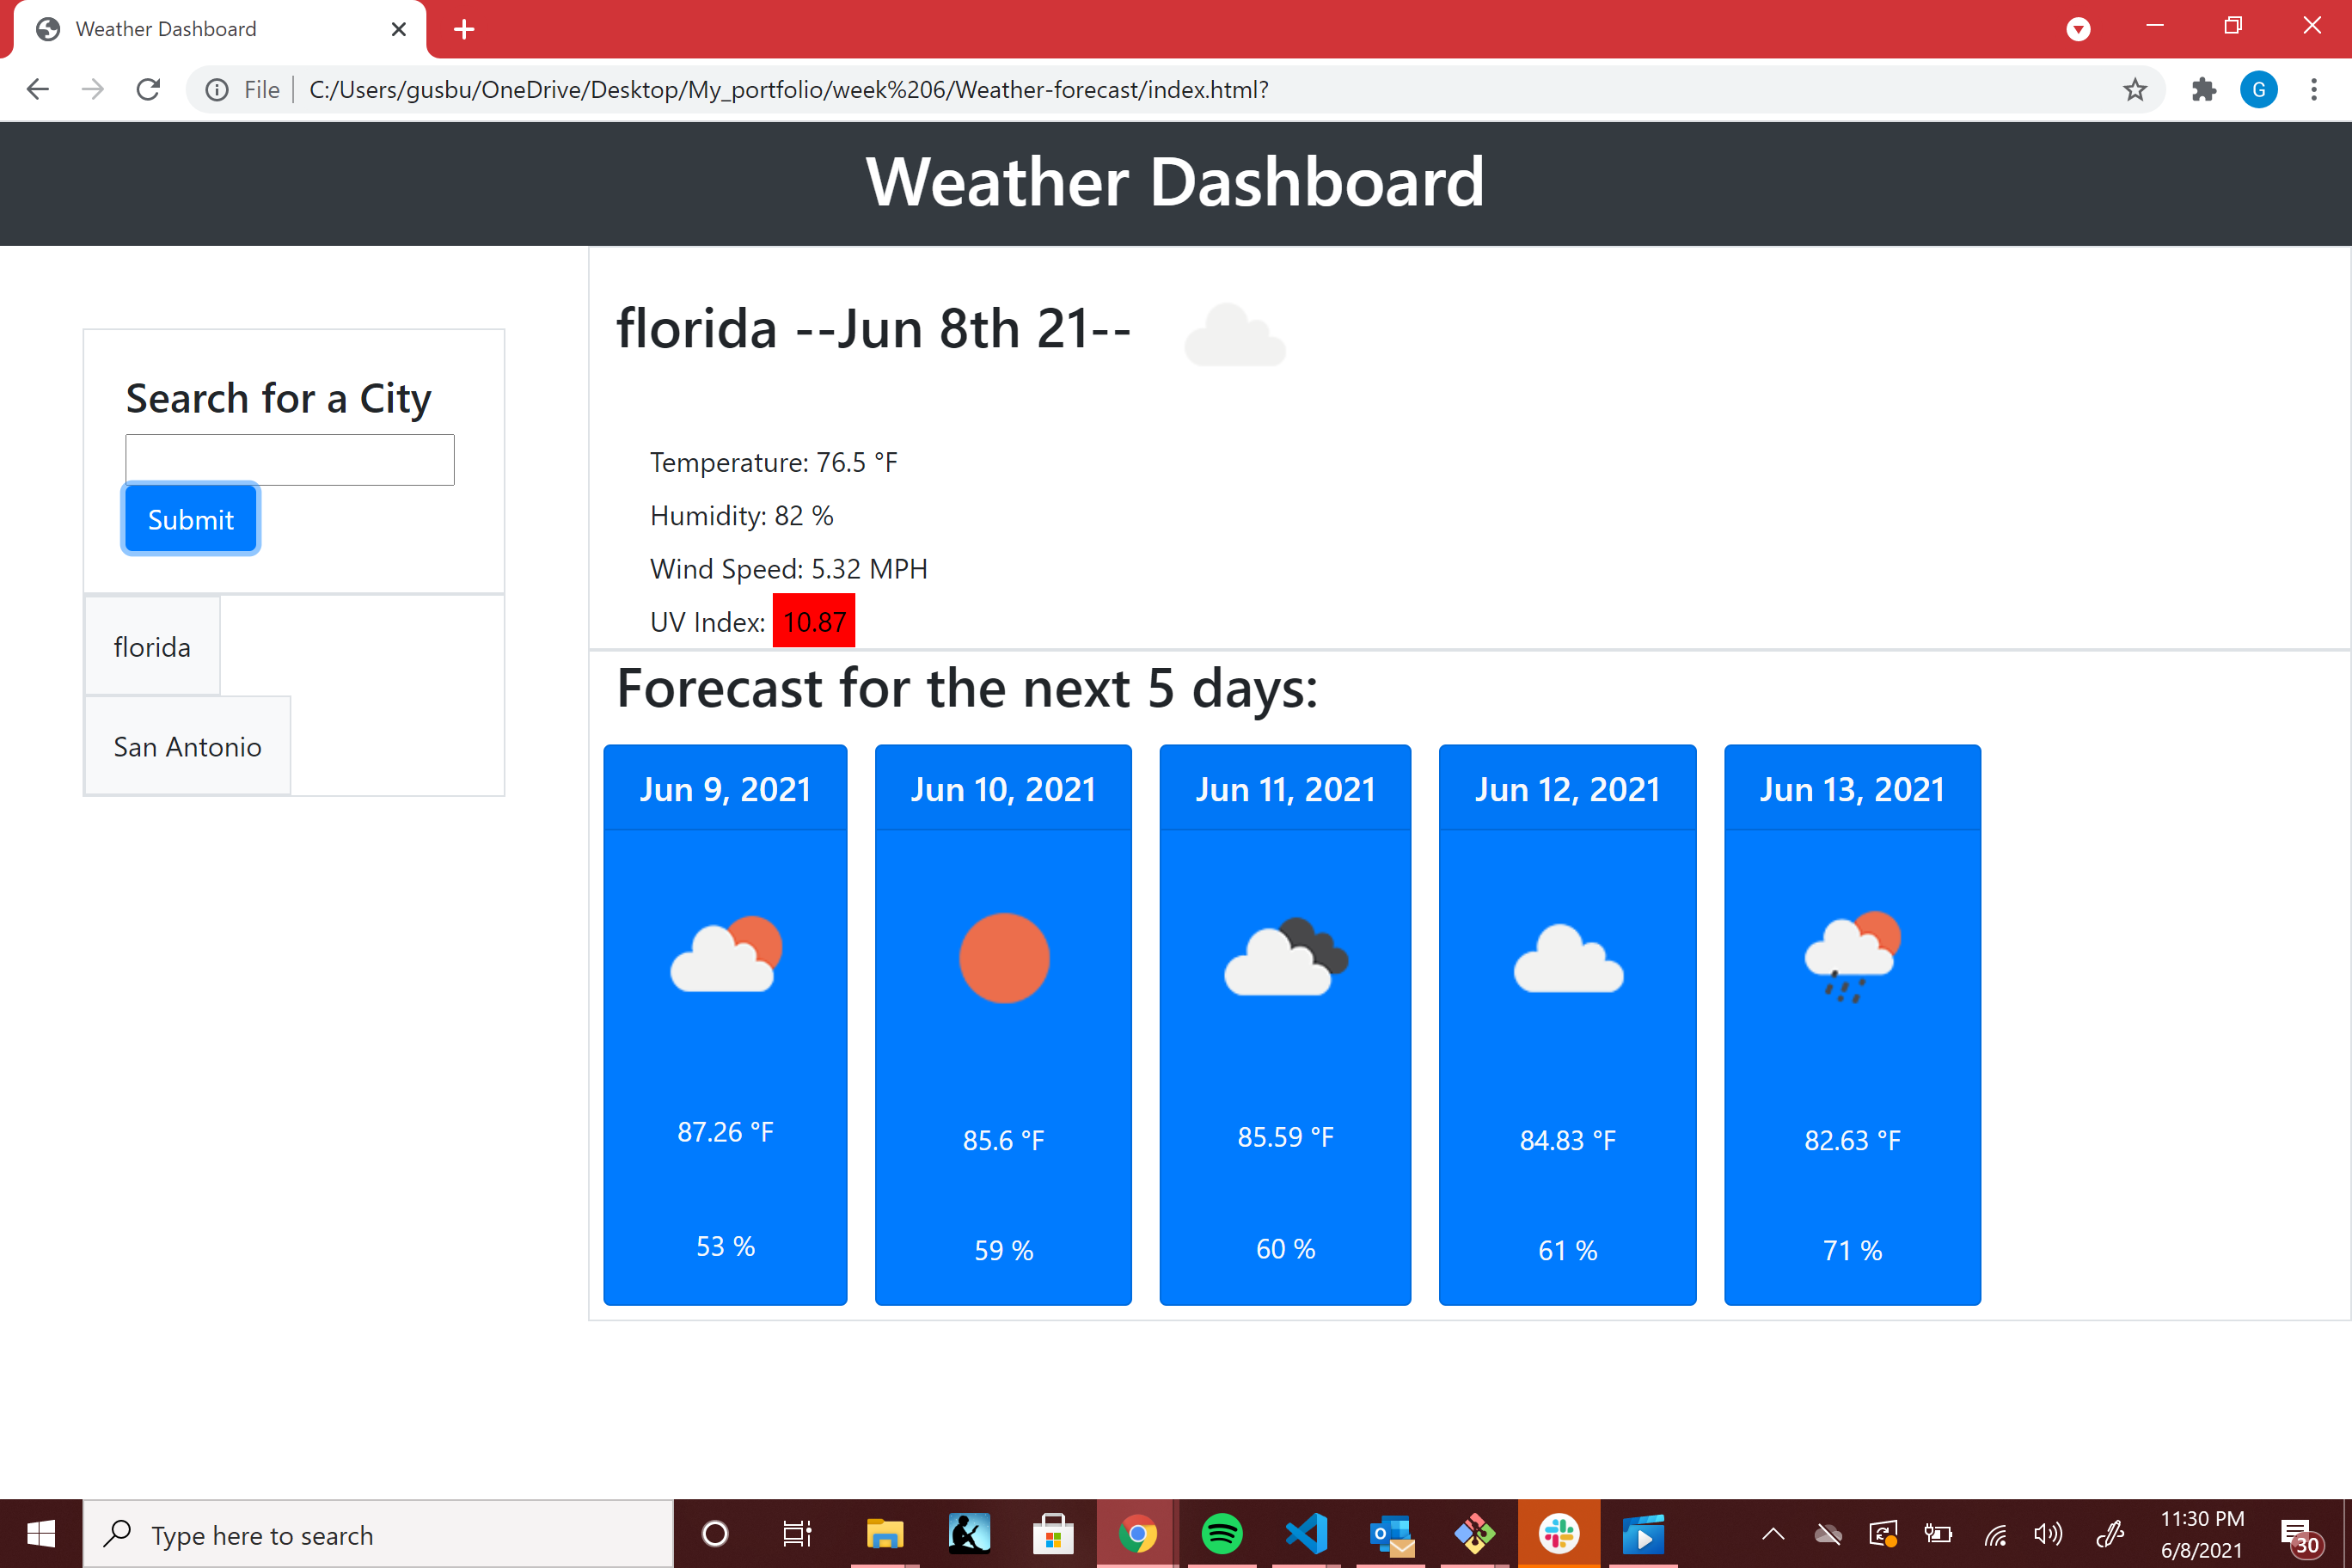 Weather Dashboard
File
C:/Users/gusbu/OneDrive/Desktop/My_portfolio/week%206/Weather-forecast/index.html?
G
Weather Dashboard
Search for a City
Submit
florida
San Antonio
florida --Jun 8th 21--
Temperature: 76.5 °F
Humidity: 82 %
Wind Speed: 5.32 MPH
UV Index: 10.87
Forecast for the next 5 days:
Jun 9, 2021
87.26 °F
53 %
Jun 10, 2021
85.6 °F
59 %
Jun 11, 2021
85.59 °F
60 %
Jun 12, 2021
84.83 °F
61 %
Jun 13, 2021
82.63 °F
71 %
Type here to search
11:30 PM
6/8/2021
30